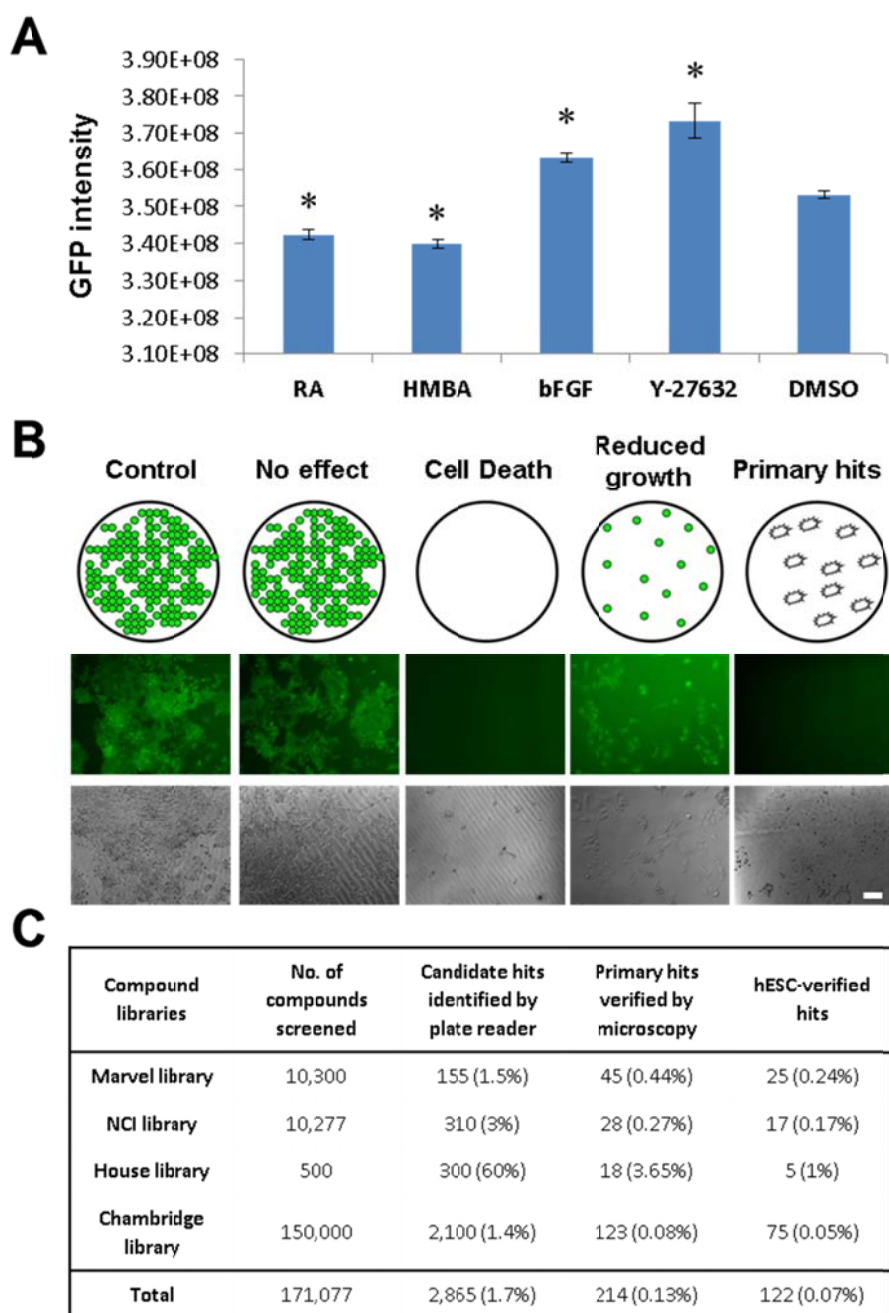 A
3.90E+08
3.80E+08
3.70E+08
3.60E+08
3.50E+08
3.40E+08
3.30E+08
3.20E+08
3.10E+08
GFP intensity
* * * *
RA HMBA bFGF Y-27632 DMSO
B
Control No effect Cell Death Reduced growth Primary hits
C
Compound libraries No. of compounds screened Candidate hits identified by plate reader Primary hits verified by microscopy hESC-verified hits
Marvel library 10,300 155 (1.5%) 45 (0.44%) 25 (0.24%)
NCI library 10,277 310 (3%) 28 (0.27%) 17 (0.17%)
House library 500 300 (60%) 18 (3.65%) 5 (1%)
Chambridge library 150,000 2,100 (1.4%) 123 (0.08%) 75 (0.05%)
Total 171,077 2,865 (1.7%) 214 (0.13%) 122 (0.07%)